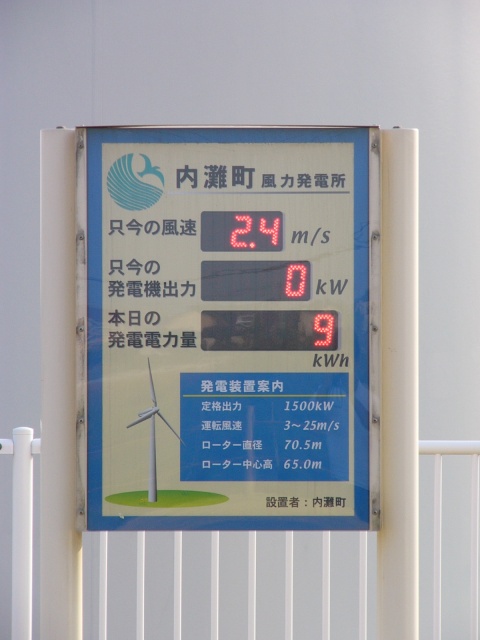 内灘町 風力発電所
只今の風速 2.4 m/s
只今の
発電機出力 0 kW
本日の
発電電力量 9
kWh
発電装置案内
定格出力 1500kW
運転風速 3～25m/s
ローター直径 70.5m
ローター中心高 65.0m
設置者：内灘町